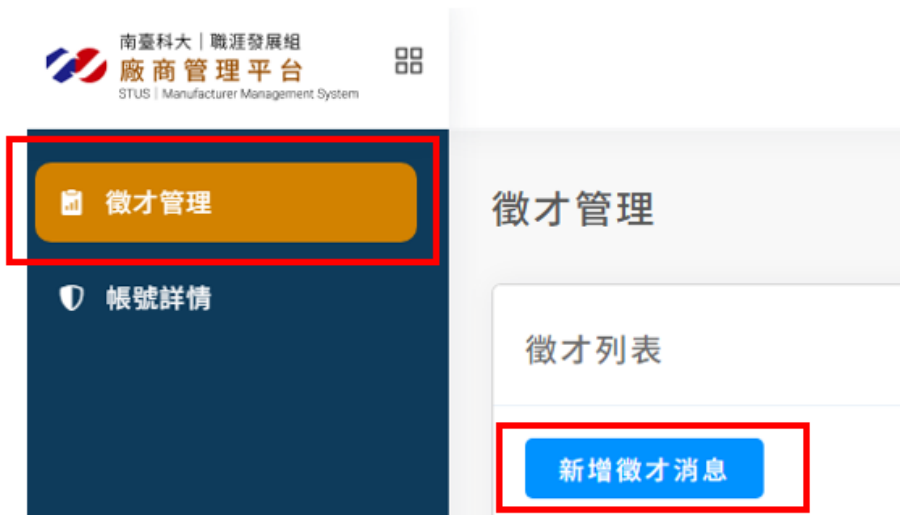 南臺科大｜職涯發展組
廠商管理平台
STUS｜Manufacturer Management System
徵才管理
帳號詳情
徵才管理
徵才列表
新增徵才消息